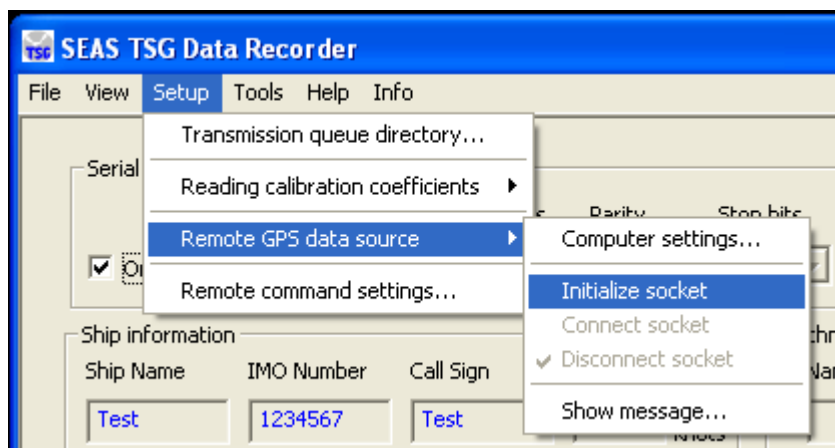 TSG SEAS TSG Data Recorder
File View Setup Tools Help Info
Transmission queue directory...
Serial
Reading calibration coefficients
Parity Stop bits
Remote GPS data source
Computer settings...
Remote command settings...
Initialize socket
Connect socket
Disconnect socket
Show message...
Ship information
Ship Name IMO Number Call Sign
Test 1234567 Test
knots